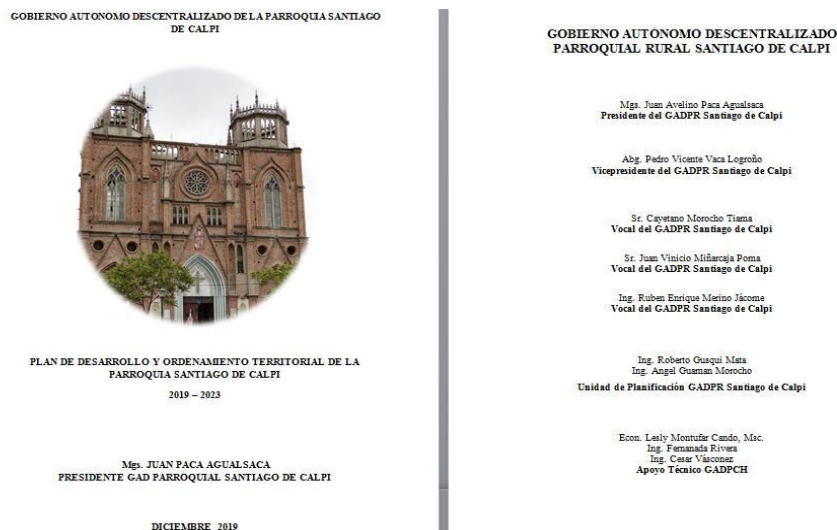 GOBIERNO AUTONOMO DESCENTRALIZADO DE LA PARROQUIA SANTIAGO
DE CALPI
PLAN DE DESARROLLO Y ORDENAMIENTO TERRITORIAL DE LA
PARROQUIA SANTIAGO DE CALPI
2019 – 2023
Mgs. JUAN PACA AGUALSACA
PRESIDENTE GAD PARROQUIAL SANTIAGO DE CALPI
DICIEMBRE 2019
GOBIERNO AUTÓNOMO DESCENTRALIZADO
PARROQUIAL RURAL SANTIAGO DE CALPI
Mgs. Juan Avelino Paca Agualsaca
Presidente del GADPR Santiago de Calpi
Abg. Pedro Vicente Vaca Logroño
Vicepresidente del GADPR Santiago de Calpi
Sr. Cayetano Morocho Tiama
Vocal del GADPR Santiago de Calpi
Sr. Juan Vinicio Miñarcaja Poma
Vocal del GADPR Santiago de Calpi
Ing. Ruben Enrique Merino Jácome
Vocal del GADPR Santiago de Calpi
Ing. Roberto Gusqui Mata
Ing. Angel Guaman Morocho
Unidad de Planificación GADPR Santiago de Calpi
Econ. Lesly Montufar Cando, Msc.
Ing. Fernanada Rivera
Ing. Cesar Vásconez
Apoyo Técnico GADPCH